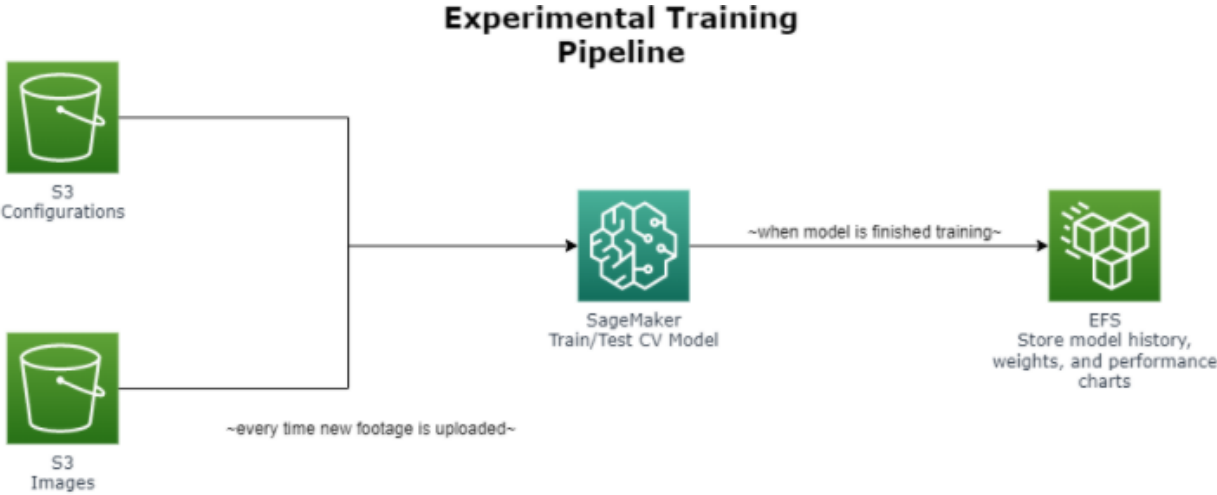 Experimental Training
Pipeline
S3
Configurations
~when model is finished training~
SageMaker
Train/Test CV Model
EFS
Store model history,
weights, and performance
charts
~every time new footage is uploaded~
S3
Images